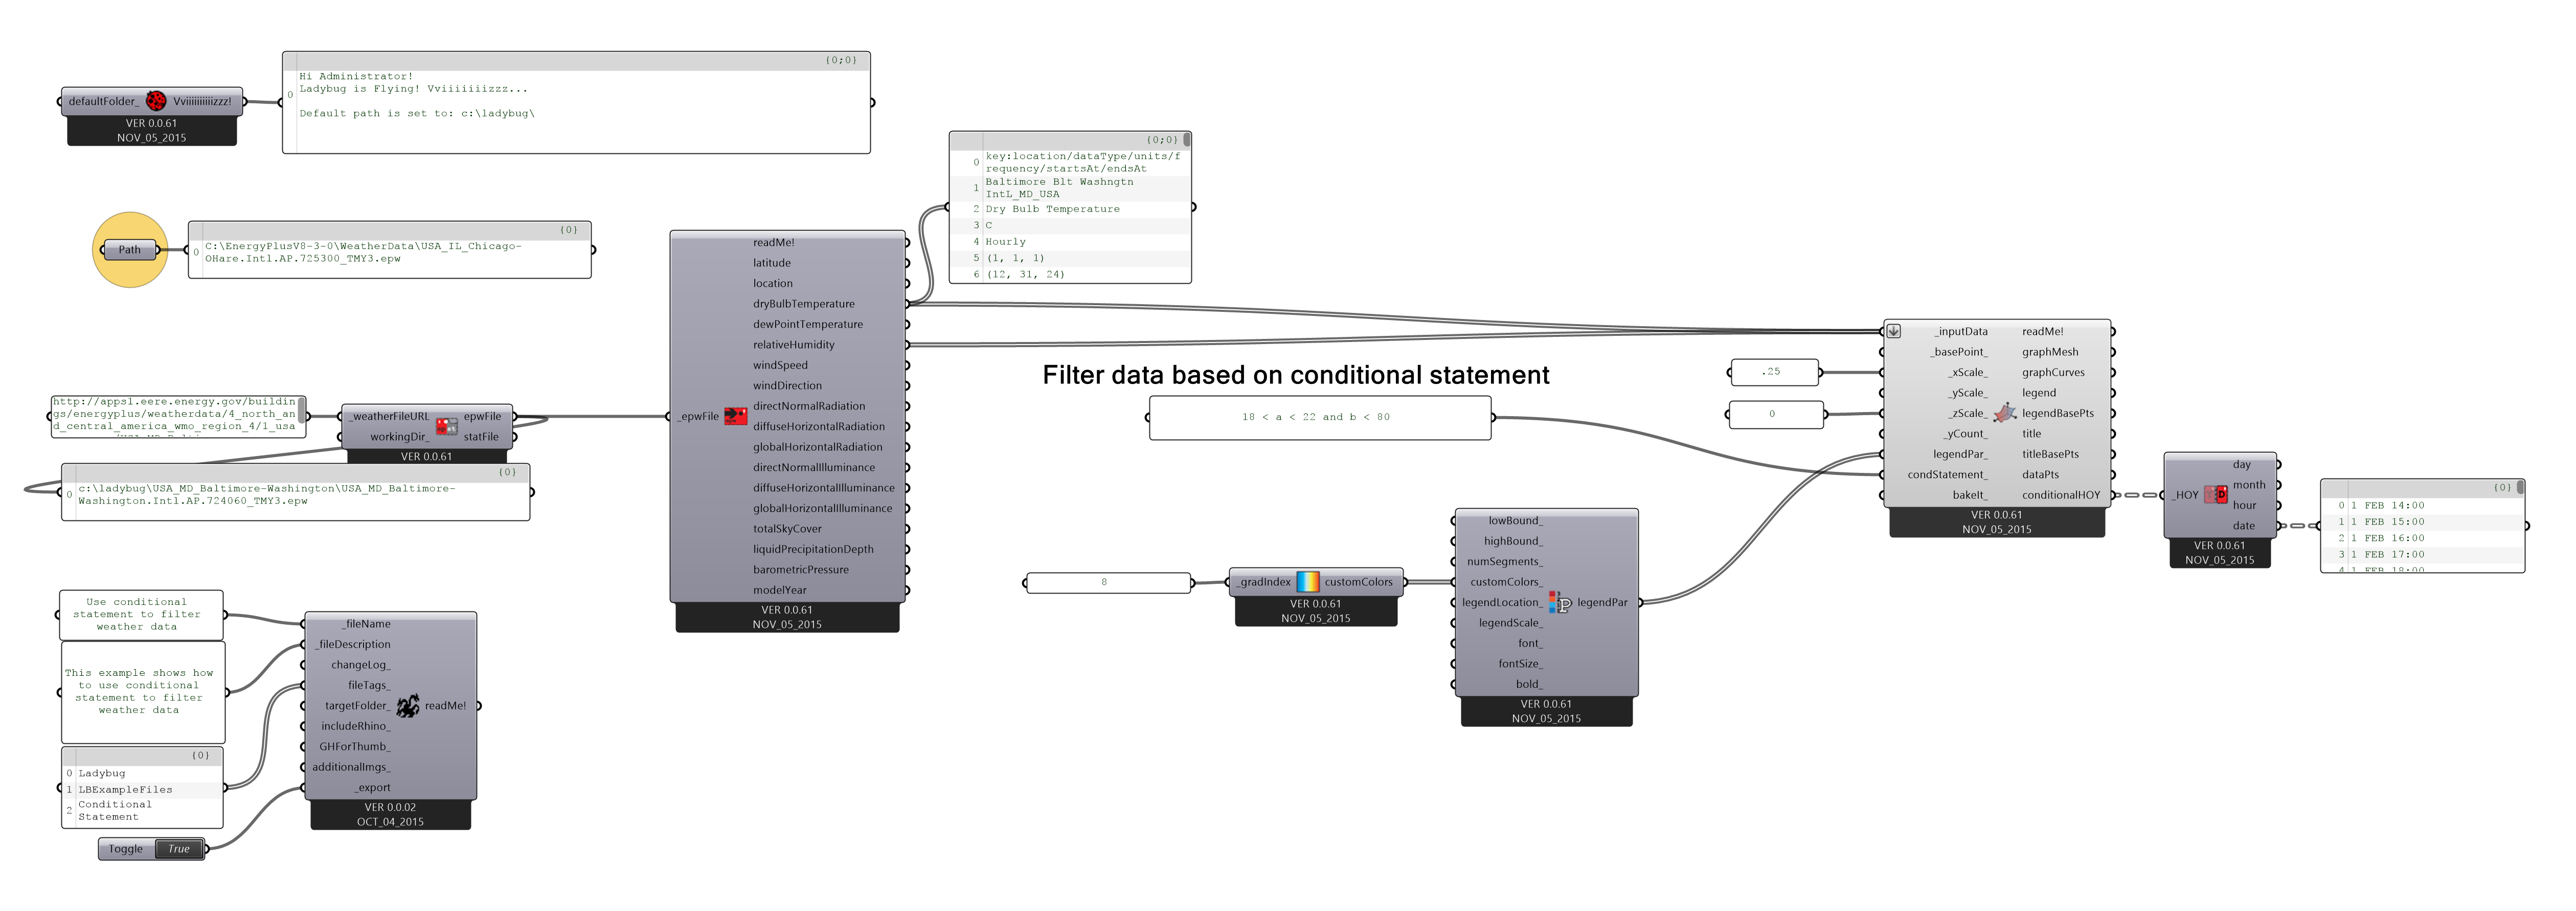 defaultFolder_
Vviiiiiiiiiizzz!
VER 0.0.61
NOV_05_2015
{0;0}
0
Hi Administrator!
Ladybug is Flying! Vviiiiiiizzz...
Default path is set to: c:\ladybug\
Path
{0}
0
C:\EnergyPlusV8-3-0\WeatherData\USA_IL_Chicago-
OHare.Intl.AP.725300_TMY3.epw
http://apps1.eere.energy.gov/buildin
gs/energyplus/weatherdata/4_north_an
d_central_america_wmo_region_4/1_usa
_weatherFileURL
workingDir_
epwFile
statFile
VER 0.0.61
{0}
0
c:\ladybug\USA_MD_Baltimore-Washington\USA_MD_Baltimore-
Washington.Intl.AP.724060_TMY3.epw
Use conditional
statement to filter
weather data
This example shows how
to use conditional
statement to filter
weather data
{0}
0 Ladybug
1 LBExampleFiles
2 Conditional
Statement
Toggle True
_fileName
_fileDescription
changeLog_
fileTags_
targetFolder_
includeRhino_
GHForThumb_
additionalImgs_
_export
readMe!
VER 0.0.02
OCT_04_2015
_epwFile
readMe!
latitude
location
dryBulbTemperature
dewPointTemperature
relativeHumidity
windSpeed
windDirection
directNormalRadiation
diffuseHorizontalRadiation
globalHorizontalRadiation
directNormalIlluminance
diffuseHorizontalIlluminance
globalHorizontalIlluminance
totalSkyCover
liquidPrecipitationDepth
barometricPressure
modelYear
VER 0.0.61
NOV_05_2015
{0;0}
0 key:location/dataType/units/f
requency/startsAt/endsAt
1 Baltimore Blt Washngtn
IntL_MD_USA
2 Dry Bulb Temperature
3 C
4 Hourly
5 (1, 1, 1)
6 (12, 31, 24)
Filter data based on conditional statement
18 < a < 22 and b < 80
8
_gradIndex
customColors
VER 0.0.61
NOV_05_2015
lowBound_
highBound_
numSegments_
customColors_
legendLocation_
legendScale_
font_
fontSize_
bold_
legendPar
VER 0.0.61
NOV_05_2015
.25
0
_inputData
_basePoint_
_xScale_
_yScale_
_zScale_
_yCount_
legendPar_
condStatement_
bakeIt_
readMe!
graphMesh
graphCurves
legend
legendBasePts
title
titleBasePts
dataPts
conditionalHOY
VER 0.0.61
NOV_05_2015
_HOY
day
month
hour
date
VER 0.0.61
NOV_05_2015
{0}
0 1 FEB 14:00
1 1 FEB 15:00
2 1 FEB 16:00
3 1 FEB 17:00
4 1 FEB 18:00